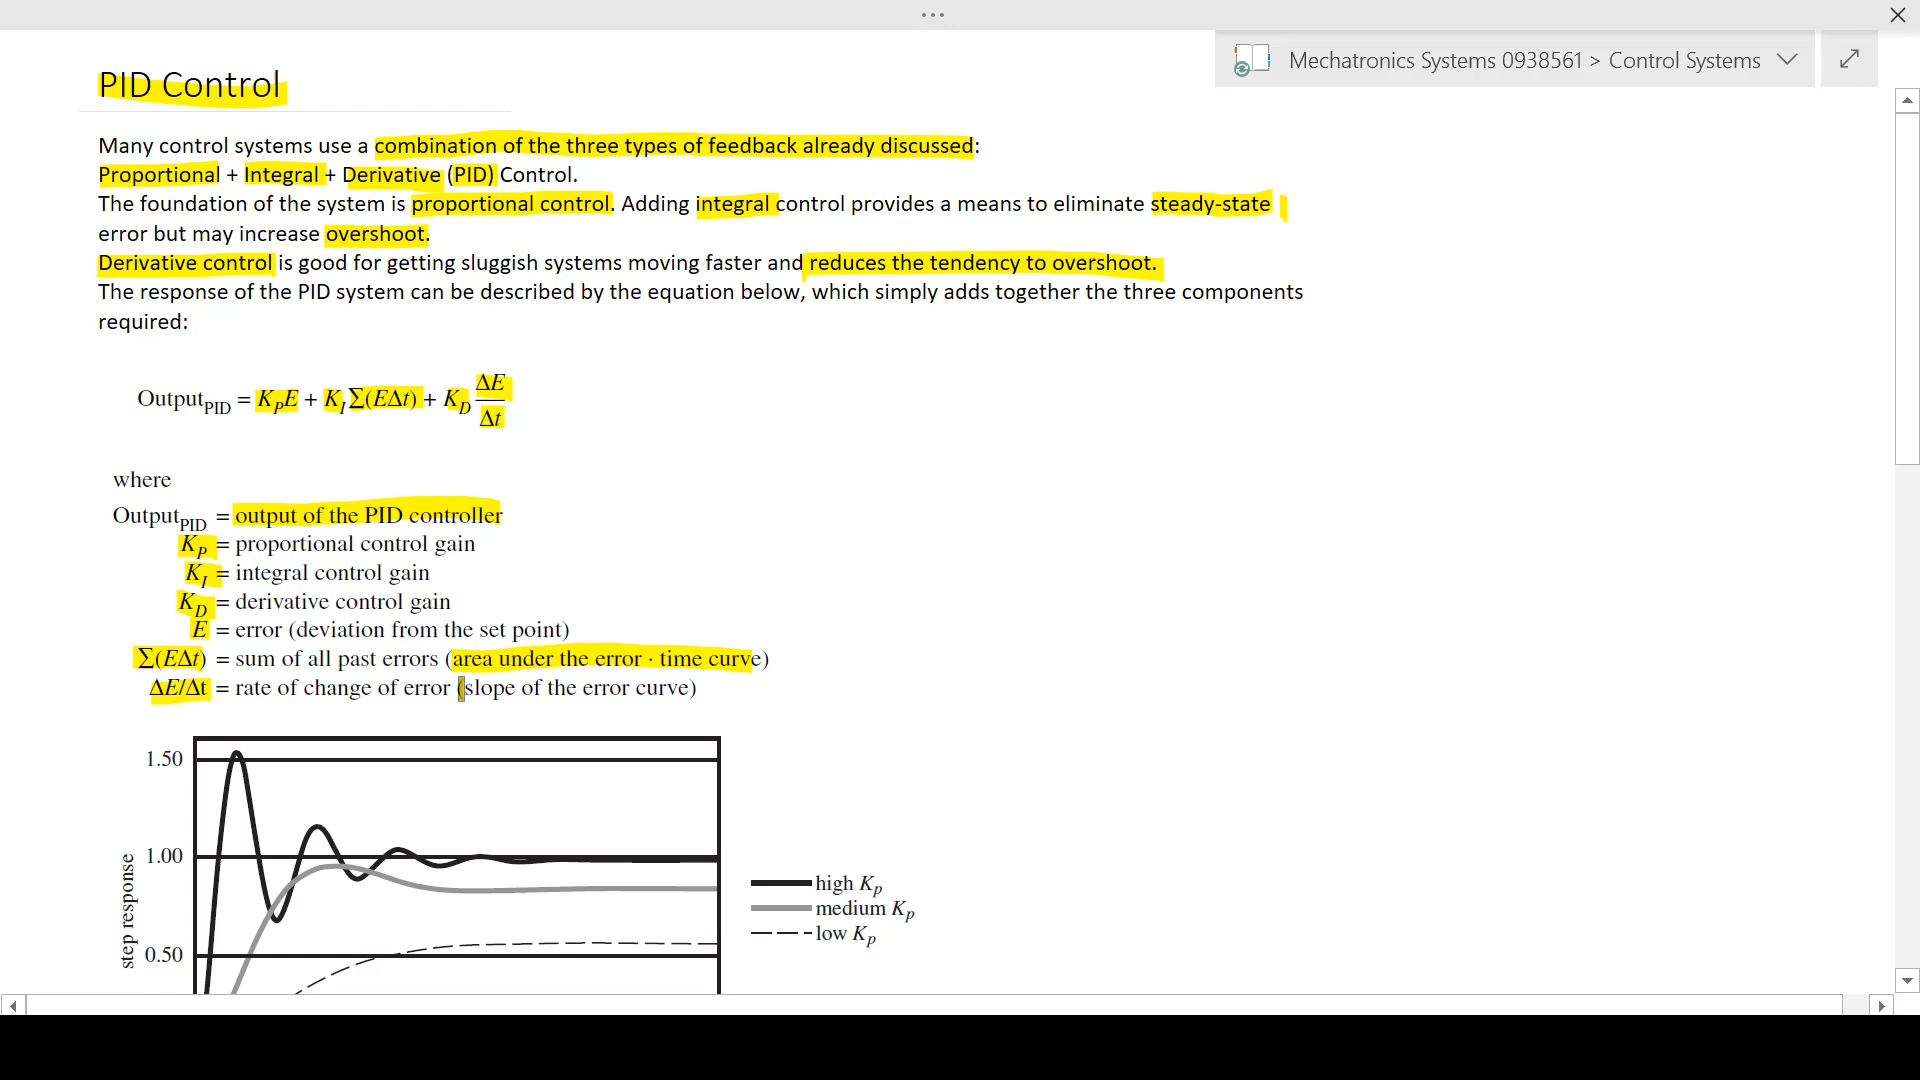 Mechatronics Systems 0938561 > Control Systems
PID Control
Many control systems use a combination of the three types of feedback already discussed:
Proportional + Integral + Derivative (PID) Control.
The foundation of the system is proportional control. Adding integral control provides a means to eliminate steady-state
error but may increase overshoot.
Derivative control is good for getting sluggish systems moving faster and reduces the tendency to overshoot.
The response of the PID system can be described by the equation below, which simply adds together the three components
required:
Output_PID = K_P E + K_I Σ(EΔt) + K_D ΔE/Δt
where
Output_PID = output of the PID controller
K_P = proportional control gain
K_I = integral control gain
K_D = derivative control gain
E = error (deviation from the set point)
Σ(EΔt) = sum of all past errors (area under the error · time curve)
ΔE/Δt = rate of change of error (slope of the error curve)
1.50
1.00
0.50
step response
high K_p
medium K_p
low K_p